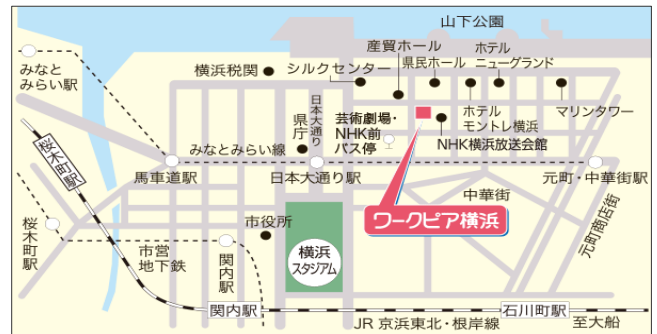 山下公園
産貿ホール
ホテル
ニューグランド
みなと
みらい駅
横浜税関
シルクセンター
県民ホール
日本大通り
県庁
芸術劇場・
NHK前
バス停
ホテル
モントレ横浜
マリンタワー
NHK横浜放送会館
桜木町駅
みなとみらい線
馬車道駅
日本大通り駅
元町・中華街駅
中華街
ワークピア横浜
元町商店街
桜木町駅
市営
地下鉄
市役所
関内駅
横浜
スタジアム
関内駅
石川町駅
JR 京浜東北・根岸線
至大船